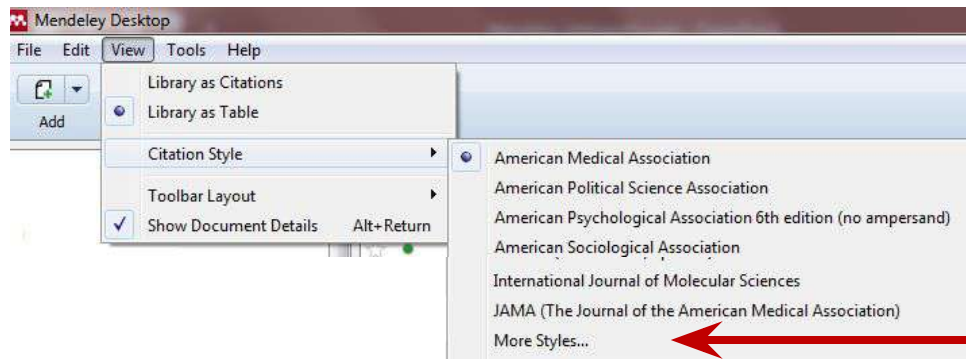 Mendeley Desktop
File Edit View Tools Help
Add
Library as Citations
Library as Table
Citation Style
Toolbar Layout
Show Document Details Alt+Return
American Medical Association
American Political Science Association
American Psychological Association 6th edition (no ampersand)
American Sociological Association
International Journal of Molecular Sciences
JAMA (The Journal of the American Medical Association)
More Styles...